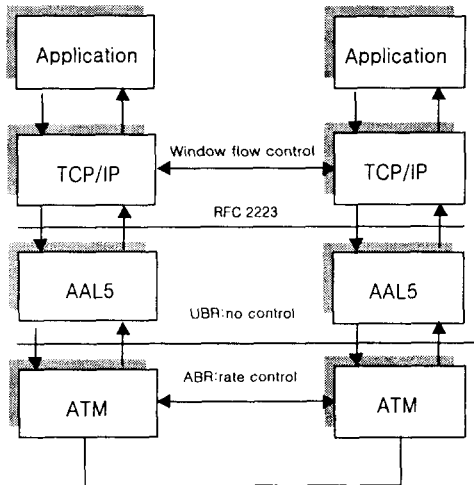 Application
Application
Window flow control
TCP/IP
TCP/IP
RFC 2223
AAL5
AAL5
UBR:no control
ABR:rate control
ATM
ATM